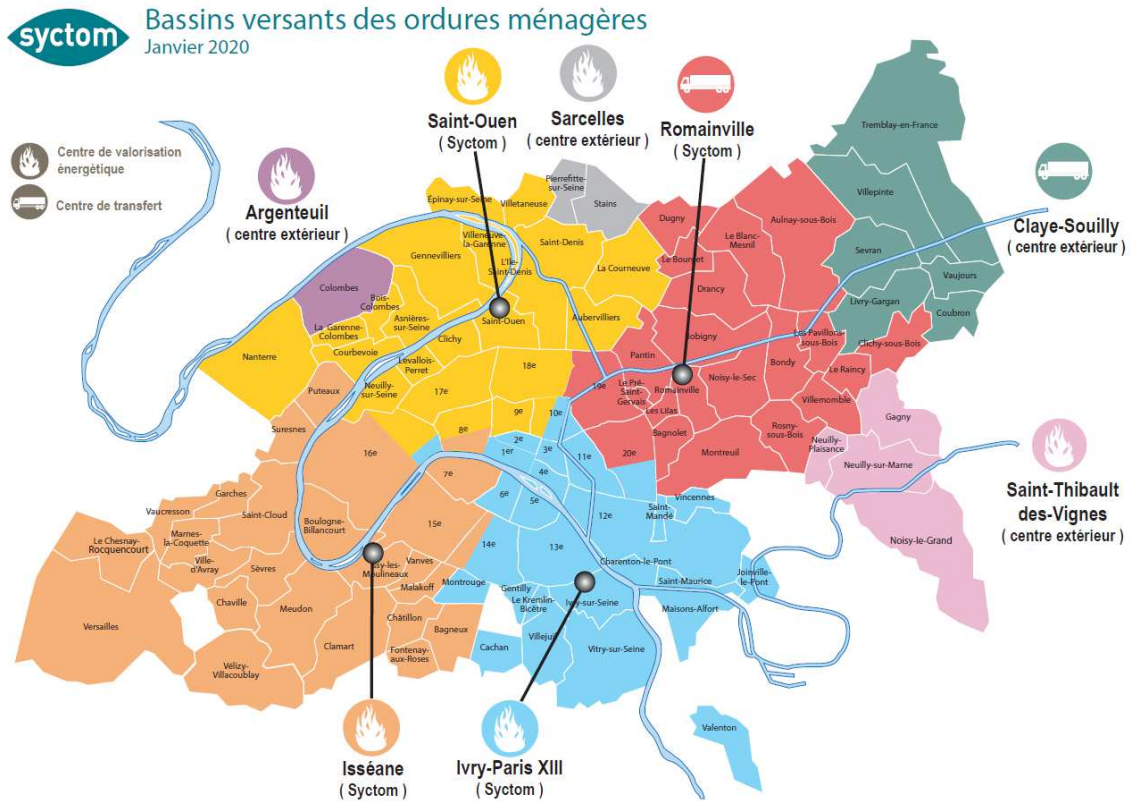 syctom
Bassins versants des ordures ménagères
Janvier 2020
Centre de valorisation
énergétique
Centre de transfert
Argenteuil
( centre extérieur )
Saint-Ouen
( Syctom )
Sarcelles
( centre extérieur )
Romainville
( Syctom )
Claye-Souilly
( centre extérieur )
Saint-Thibault
des-Vignes
( centre extérieur )
Isséane
( Syctom )
Ivry-Paris XIII
( Syctom )
Tremblay-en-France
Villepinte
Sevran
Vaujours
Livry-Gargan
Coubron
Pierrefitte-
sur-Seine
Stains
Épinay-sur-Seine
Villetaneuse
Villeneuve-
la-Garenne
Saint-Denis
L'Ile-
Saint-Denis
La Courneuve
Gennevilliers
Colombes
Bois-
Colombes
La Garenne-
Colombes
Asnières-
sur-Seine
Saint-Ouen
Aubervilliers
Nanterre
Courbevoie
Clichy
Levallois-
Perret
Neuilly-
sur-Seine
17e
18e
9e
10e
8e
Dugny
Le Bourget
Le Blanc-
Mesnil
Aulnay-sous-Bois
Drancy
Bobigny
Les Pavillons-
sous-Bois
Clichy-sous-Bois
Pantin
Bondy
Le Raincy
19e
Le Pré-
Saint-
Gervais
Romainville
Noisy-le-Sec
Les Lilas
Villemomble
Bagnolet
Rosny-
sous-Bois
20e
Montreuil
Gagny
Neuilly-
Plaisance
Neuilly-sur-Marne
Noisy-le-Grand
Puteaux
Suresnes
16e
7e
15e
Garches
Vaucresson
Saint-Cloud
Boulogne-
Billancourt
Le Chesnay-
Rocquencourt
Marnes-
la-Coquette
Ville-
d'Avray
Sèvres
ssy-les-
Moulineaux
Vanves
Malakoff
Chaville
Meudon
Châtillon
Versailles
Clamart
Bagneux
Fontenay-
aux-Roses
Vélizy-
Villacoublay
1er
2e
3e
4e
5e
6e
11e
12e
13e
14e
Vincennes
Saint-
Mandé
Charenton-le-Pont
Saint-Maurice
Joinville-
le-Pont
Maisons-Alfort
Montrouge
Gentilly
Le Kremlin-
Bicêtre
Ivry-sur-Seine
Cachan
Villejuif
Vitry-sur-Seine
Valenton